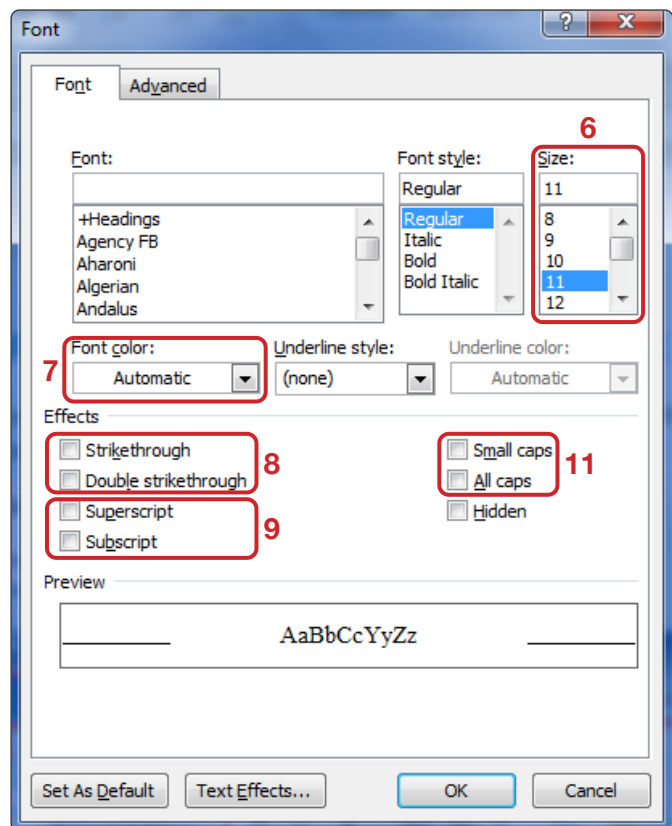 Font ? X
Font Advanced
6
Font: Font style: Size:
Regular 11
+Headings Regular 8
Agency FB Italic 9
Aharoni Bold 10
Algerian Bold Italic 11
Andalus 12
7 Font color: Underline style: Underline color:
Automatic (none) Automatic
Effects
Strikethrough Small caps
8 11
Double strikethrough All caps
Superscript Hidden
9
Subscript
Preview
AaBbCcYyZz
Set As Default Text Effects... OK Cancel